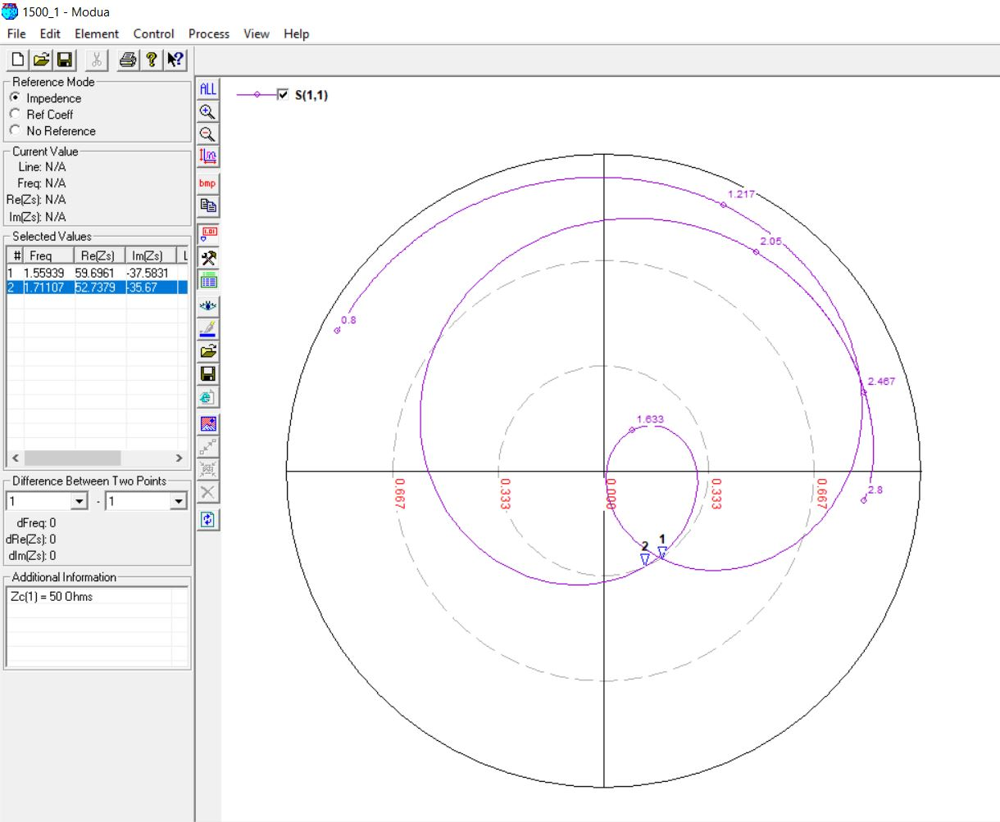 1500_1 - Modua
File Edit Element Control Process View Help
Reference Mode
Impedence
Ref Coeff
No Reference
Current Value
Line: N/A
Freq: N/A
Re(Zs): N/A
Im(Zs): N/A
Selected Values
# Freq Re(Zs) Im(Zs) L
1 1.55939 59.6961 -37.5831
2 1.71107 52.7379 -35.67
Difference Between Two Points
1 - 1
dFreq: 0
dRe(Zs): 0
dIm(Zs): 0
Additional Information
Zc(1) = 50 Ohms
ALL
bmp
1.01
S(1,1)
1.217
2.05
0.8
2.467
1.633
0.667
0.333
0.000
0.333
0.667
2.8
2 1